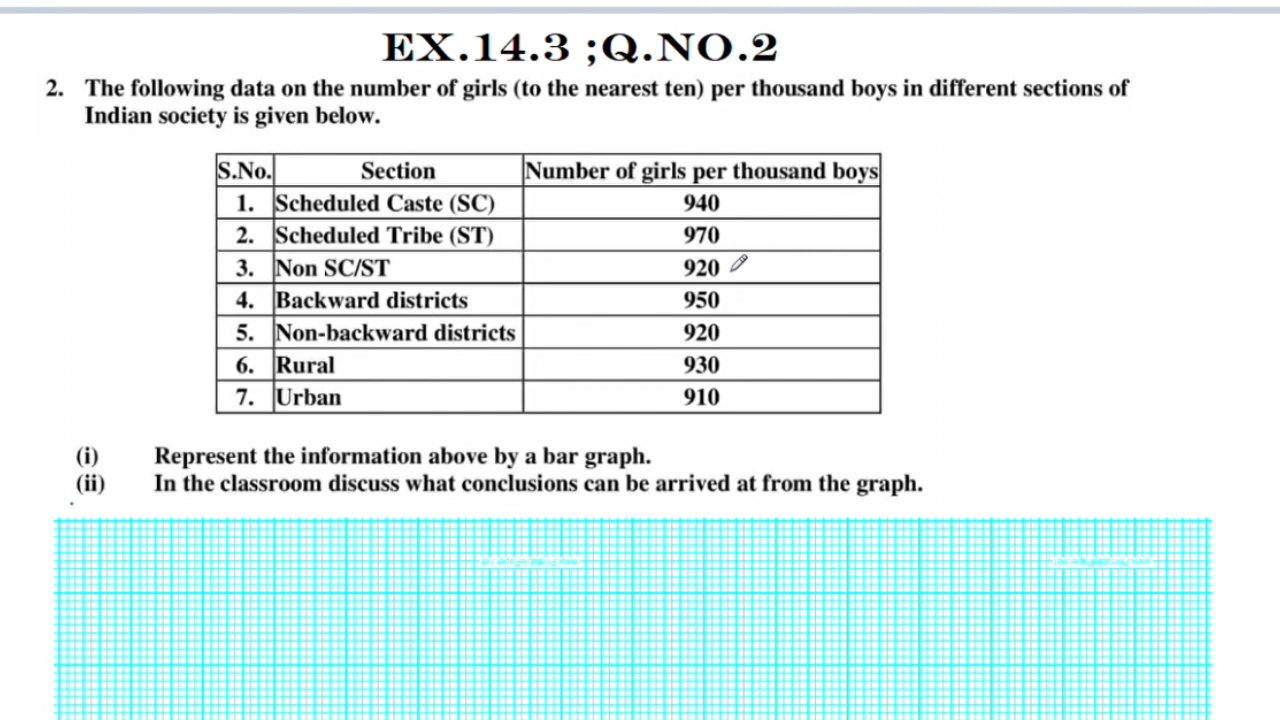 EX.14.3 ;Q.NO.2
2. The following data on the number of girls (to the nearest ten) per thousand boys in different sections of
Indian society is given below.
S.No. Section Number of girls per thousand boys
1. Scheduled Caste (SC) 940
2. Scheduled Tribe (ST) 970
3. Non SC/ST 920
4. Backward districts 950
5. Non-backward districts 920
6. Rural 930
7. Urban 910
(i) Represent the information above by a bar graph.
(ii) In the classroom discuss what conclusions can be arrived at from the graph.